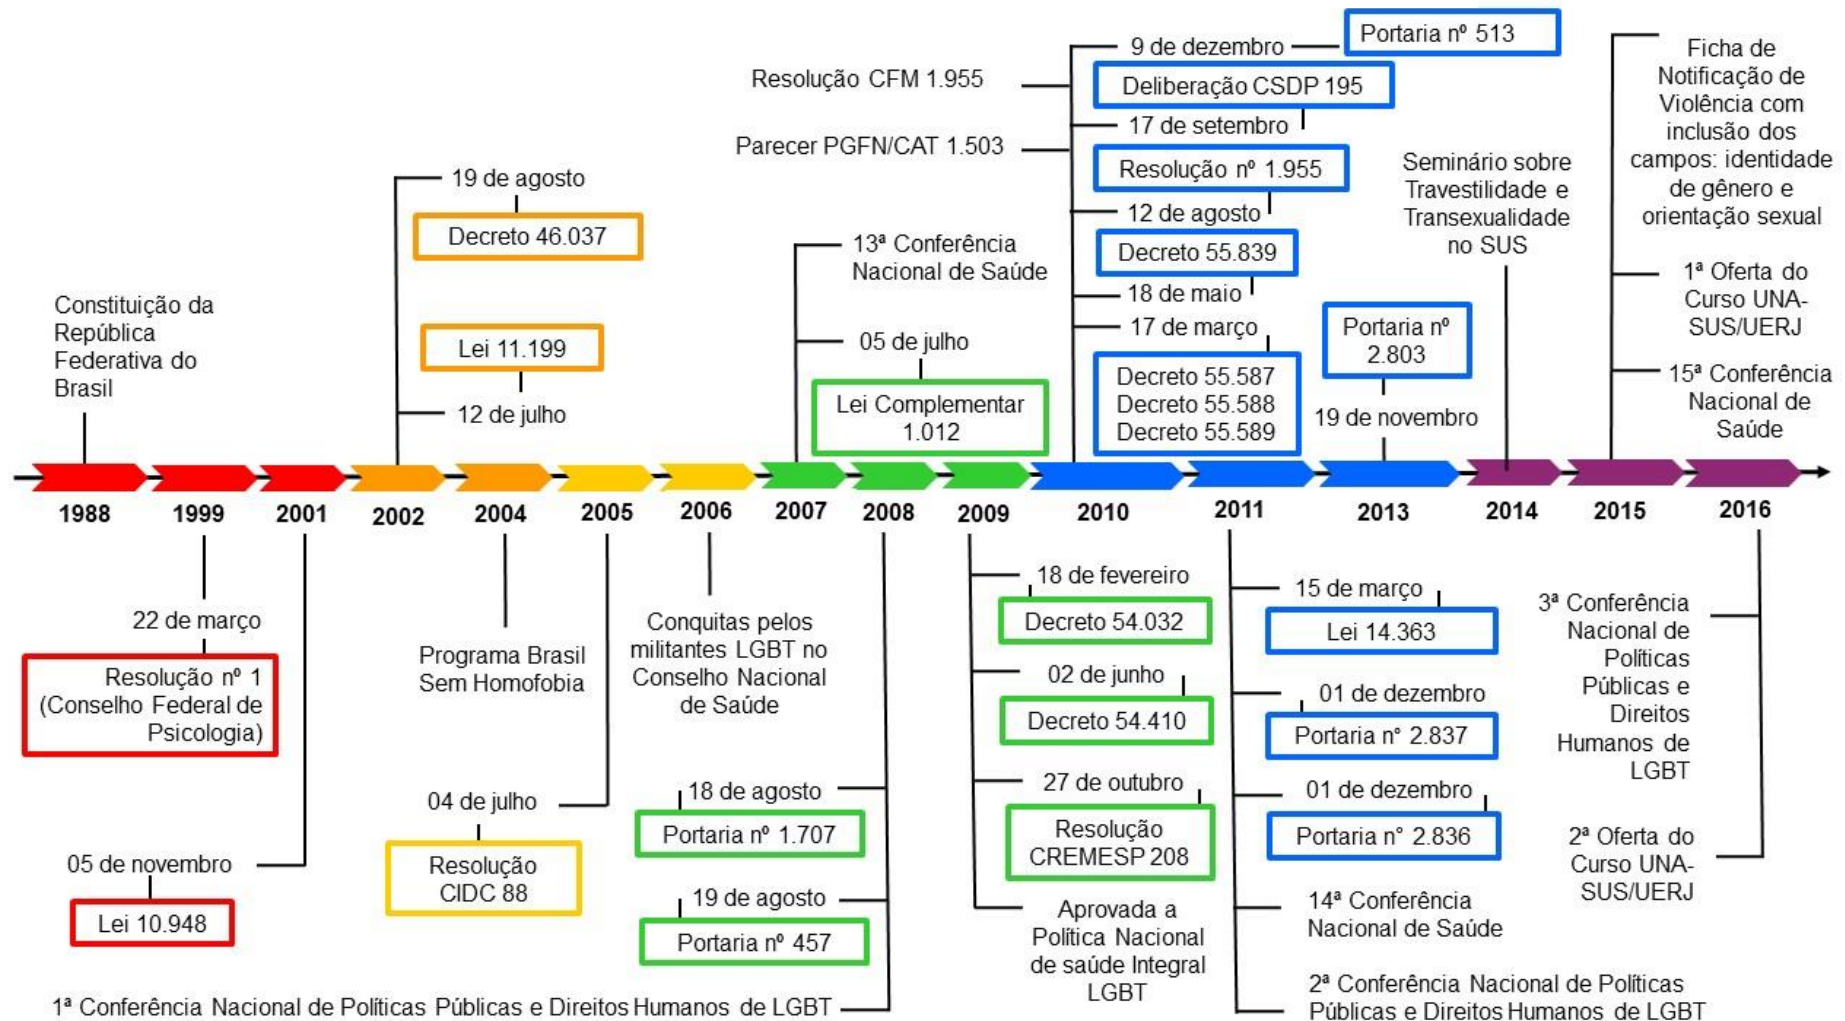 Constituição da
República
Federativa do
Brasil
19 de agosto
Decreto 46.037
Lei 11.199
12 de julho
13ª Conferência
Nacional de Saúde
05 de julho
Lei Complementar
1.012
Resolução CFM 1.955
Parecer PGFN/CAT 1.503
9 de dezembro
Portaria nº 513
Deliberação CSDP 195
17 de setembro
Resolução nº 1.955
12 de agosto
Decreto 55.839
18 de maio
17 de março
Decreto 55.587
Decreto 55.588
Decreto 55.589
Portaria nº
2.803
19 de novembro
Seminário sobre
Travestilidade e
Transexualidade
no SUS
Ficha de
Notificação de
Violência com
inclusão dos
campos: identidade
de gênero e
orientação sexual
1ª Oferta do
Curso UNA-
SUS/UERJ
15ª Conferência
Nacional de
Saúde
1988
1999
2001
2002
2004
2005
2006
2007
2008
2009
2010
2011
2013
2014
2015
2016
22 de março
Resolução nº 1
(Conselho Federal de
Psicologia)
05 de novembro
Lei 10.948
Programa Brasil
Sem Homofobia
04 de julho
Resolução
CIDC 88
Conquitas pelos
militantes LGBT no
Conselho Nacional
de Saúde
18 de agosto
Portaria nº 1.707
19 de agosto
Portaria nº 457
1ª Conferência Nacional de Políticas Públicas e Direitos Humanos de LGBT
18 de fevereiro
Decreto 54.032
02 de junho
Decreto 54.410
27 de outubro
Resolução
CREMESP 208
Aprovada a
Política Nacional
de saúde Integral
LGBT
15 de março
Lei 14.363
01 de dezembro
Portaria n° 2.837
01 de dezembro
Portaria n° 2.836
14ª Conferência
Nacional de Saúde
2ª Conferência Nacional de Políticas
Públicas e Direitos Humanos de LGBT
3ª Conferência
Nacional de
Políticas
Públicas e
Direitos
Humanos de
LGBT
2ª Oferta do
Curso UNA-
SUS/UERJ